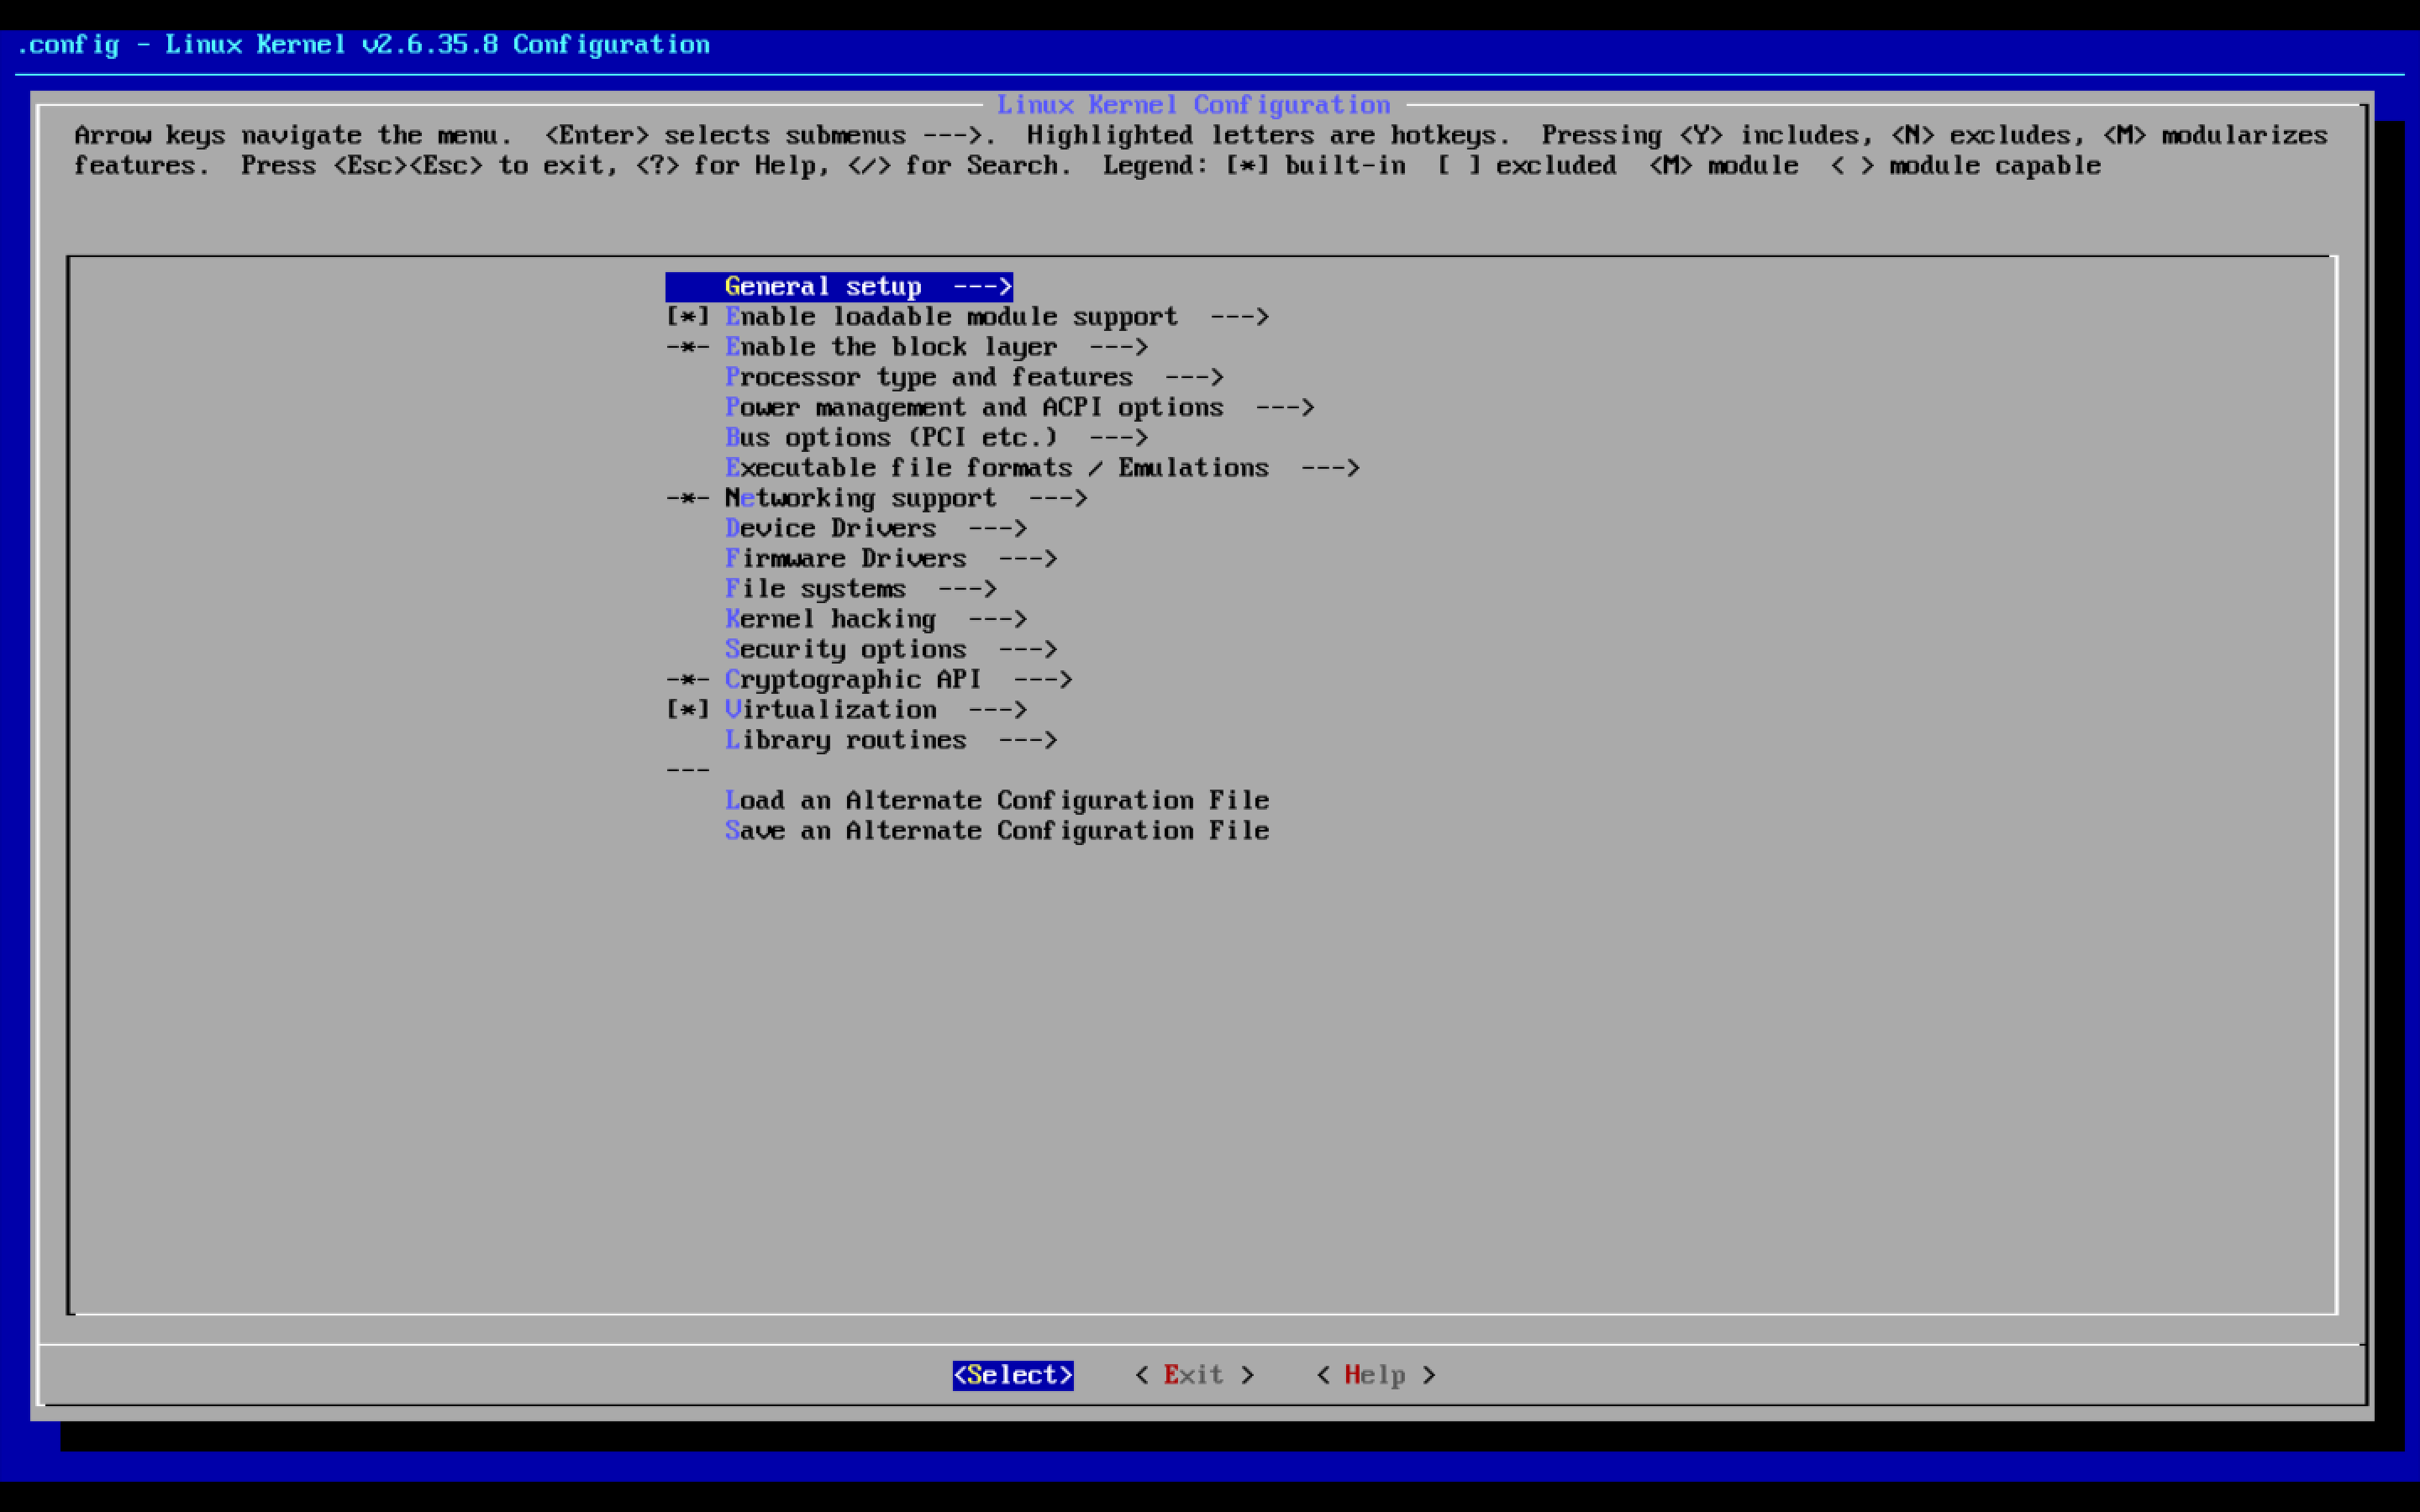 .config - Linux Kernel v2.6.35.8 Configuration
Linux Kernel Configuration
Arrow keys navigate the menu.  <Enter> selects submenus --->.  Highlighted letters are hotkeys.  Pressing <Y> includes, <N> excludes, <M> modularizes
features.  Press <Esc><Esc> to exit, <?> for Help, </> for Search.  Legend: [*] built-in  [ ] excluded  <M> module  < > module capable
General setup  --->
[*] Enable loadable module support  --->
-*- Enable the block layer  --->
Processor type and features  --->
Power management and ACPI options  --->
Bus options (PCI etc.)  --->
Executable file formats / Emulations  --->
-*- Networking support  --->
Device Drivers  --->
Firmware Drivers  --->
File systems  --->
Kernel hacking  --->
Security options  --->
-*- Cryptographic API  --->
[*] Virtualization  --->
Library routines  --->
---
Load an Alternate Configuration File
Save an Alternate Configuration File
<Select>    < Exit >    < Help >